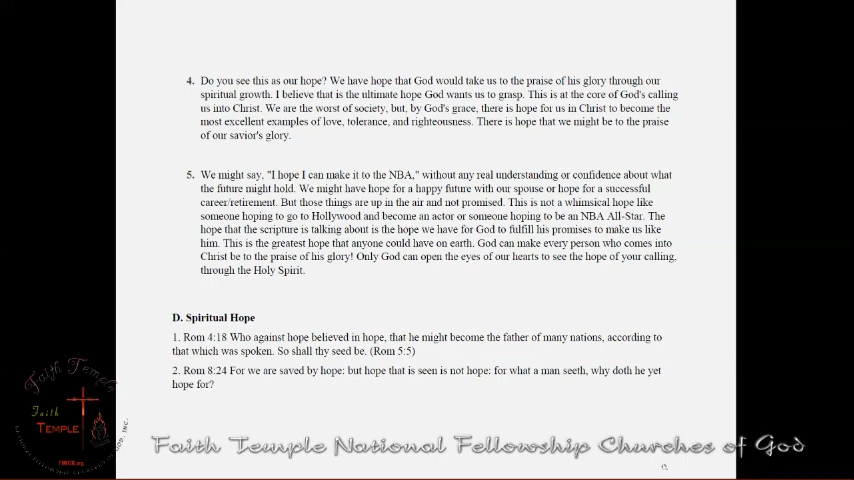 4. Do you see this as our hope? We have hope that God would take us to the praise of his glory through our
spiritual growth. I believe that is the ultimate hope God wants us to grasp. This is at the core of God's calling
us into Christ. We are the worst of society, but, by God's grace, there is hope for us in Christ to become the
most excellent examples of love, tolerance, and righteousness. There is hope that we might be to the praise
of our savior's glory.
5. We might say, "I hope I can make it to the NBA," without any real understanding or confidence about what
the future might hold. We might have hope for a happy future with our spouse or hope for a successful
career/retirement. But those things are up in the air and not promised. This is not a whimsical hope like
someone hoping to go to Hollywood and become an actor or someone hoping to be an NBA All-Star. The
hope that the scripture is talking about is the hope we have for God to fulfill his promises to make us like
him. This is the greatest hope that anyone could have on earth. God can make every person who comes into
Christ be to the praise of his glory! Only God can open the eyes of our hearts to see the hope of your calling,
through the Holy Spirit.
D. Spiritual Hope
1. Rom 4:18 Who against hope believed in hope, that he might become the father of many nations, according to
that which was spoken. So shall thy seed be. (Rom 5:5)
2. Rom 8:24 For we are saved by hope: but hope that is seen is not hope: for what a man seeth, why doth he yet
hope for?
Faith Temple
Faith
TEMPLE
Faith Temple National Fellowship Churches of God